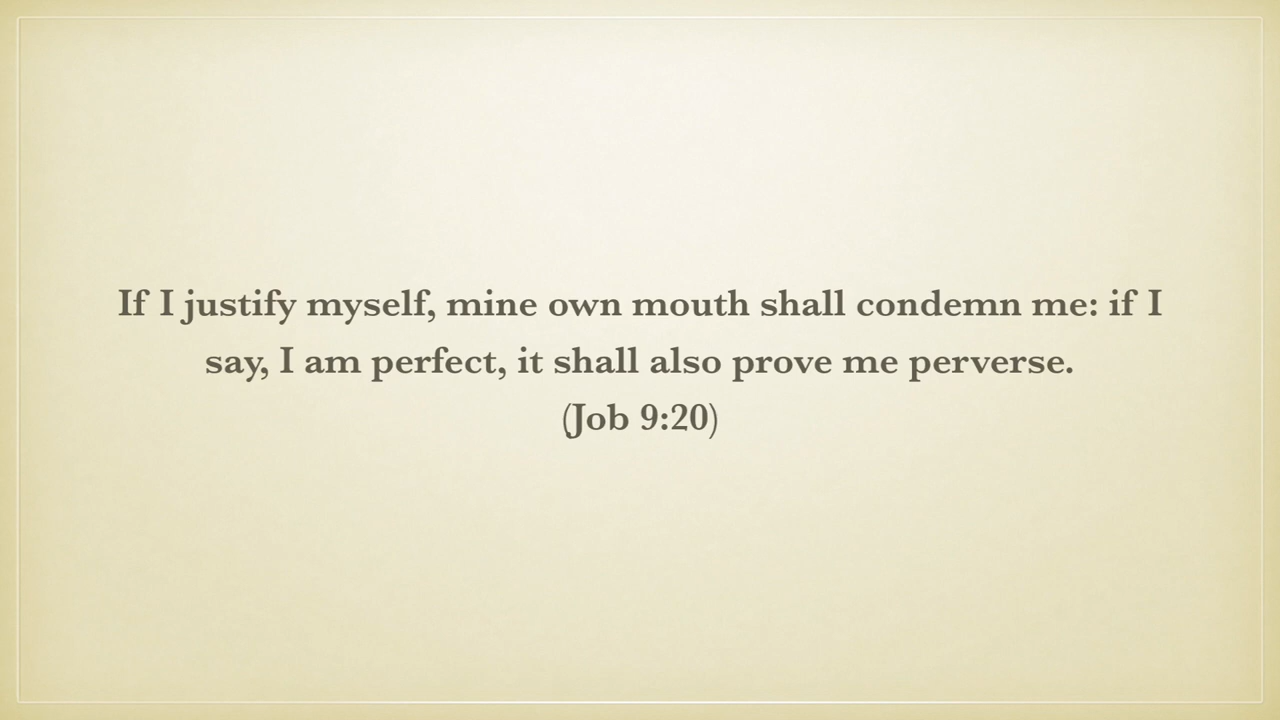 If I justify myself, mine own mouth shall condemn me: if I
say, I am perfect, it shall also prove me perverse.
(Job 9:20)